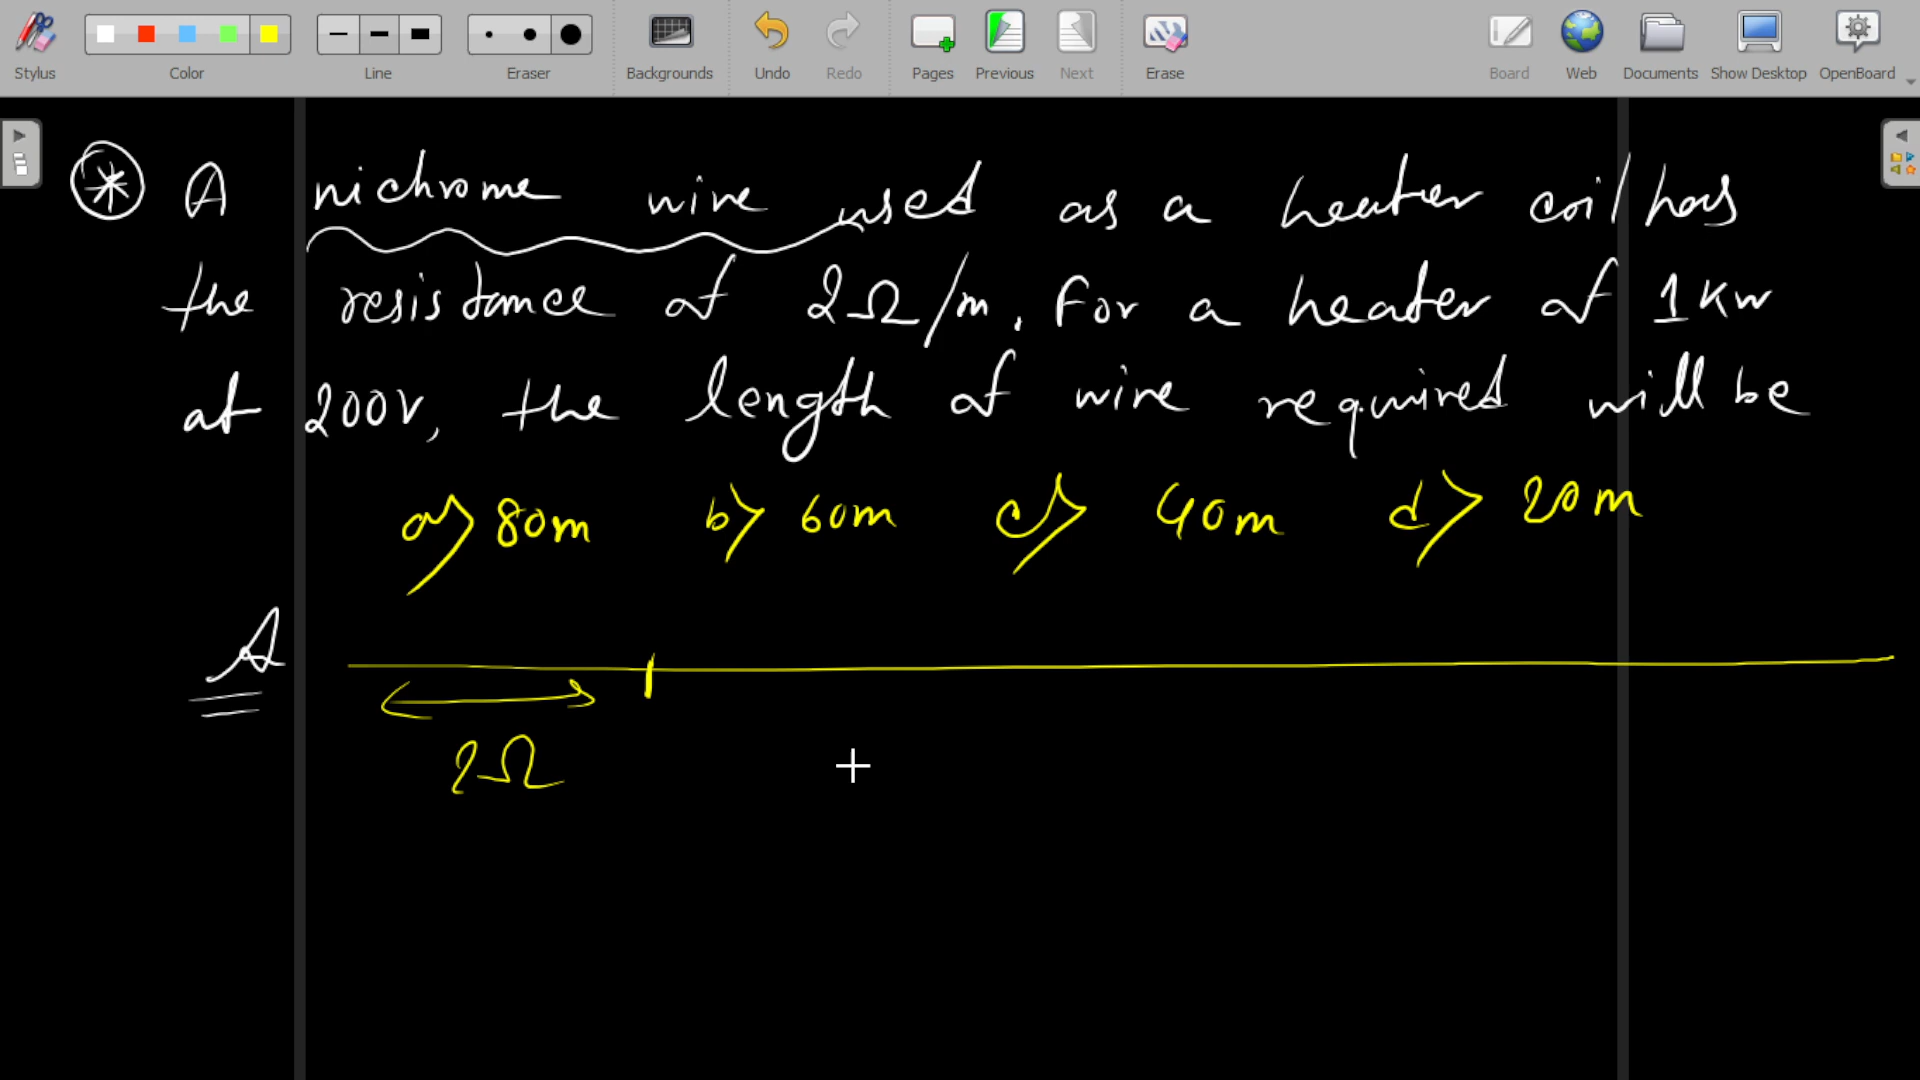 Stylus Color Line Eraser Backgrounds Undo Redo Pages Previous Next Erase Board Web Documents Show Desktop OpenBoard
A nichrome wire used as a heater coil has
the resistance of 2Ω/m. For a heater of 1Kw
at 200V, the length of wire required will be
a> 80m b> 60m c> 40m d> 20m
A
2Ω